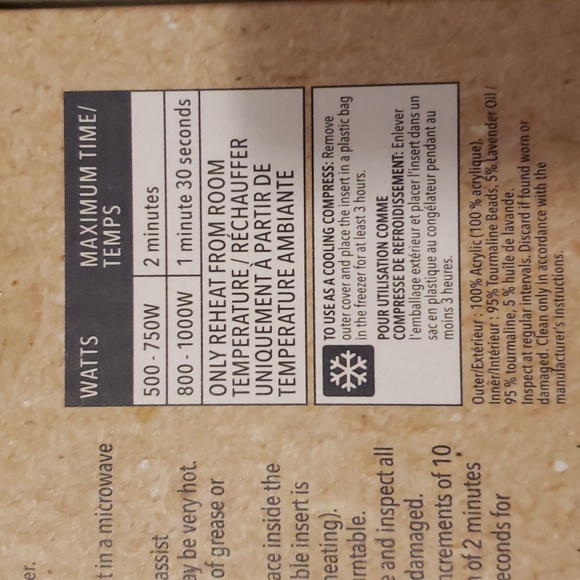 er.
t in a microwave
assist
ay be very hot.
of grease or
ace inside the
ble insert is
heating).
urntable.
e and inspect all
damaged.
crements of 10
of 2 minutes
econds for
WATTS MAXIMUM TIME/
TEMPS
500 - 750W 2 minutes
800 - 1000W 1 minute 30 seconds
ONLY REHEAT FROM ROOM
TEMPERATURE / RÉCHAUFFER
UNIQUEMENT À PARTIR DE
TEMPERATURE AMBIANTE
TO USE AS A COOLING COMPRESS: Remove
outer cover and place the insert in a plastic bag
in the freezer for at least 3 hours.
POUR UTILISATION COMME
COMPRESSE DE REFROIDISSEMENT: Enlever
l'emballage extérieur et placer l'insert dans un
sac en plastique au congélateur pendant au
moins 3 heures.
Outer/Extérieur : 100% Acrylic (100 % acrylique),
Inner/Intérieur : 95% Tourmaline Beads, 5% Lavender Oil /
95 % tourmaline, 5 % huile de lavande.
Inspect at regular intervals. Discard if found worn or
damaged. Clean only in accordance with the
manufacturer's instructions.